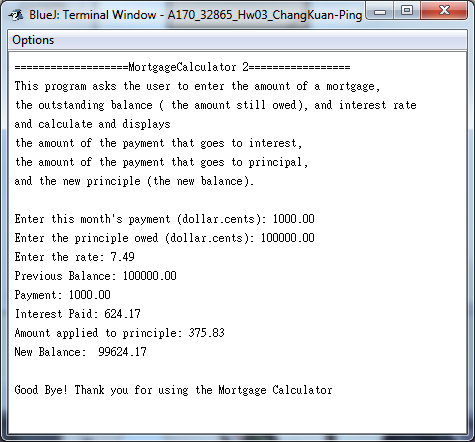 BlueJ: Terminal Window - A170_32865_Hw03_ChangKuan-Ping
Options
===================MortgageCalculator 2=================
This program asks the user to enter the amount of a mortgage,
the outstanding balance ( the amount still owed), and interest rate
and calculate and displays
the amount of the payment that goes to interest,
the amount of the payment that goes to principal,
and the new principle (the new balance).
Enter this month's payment (dollar.cents): 1000.00
Enter the principle owed (dollar.cents): 100000.00
Enter the rate: 7.49
Previous Balance: 100000.00
Payment: 1000.00
Interest Paid: 624.17
Amount applied to principle: 375.83
New Balance:  99624.17
Good Bye! Thank you for using the Mortgage Calculator